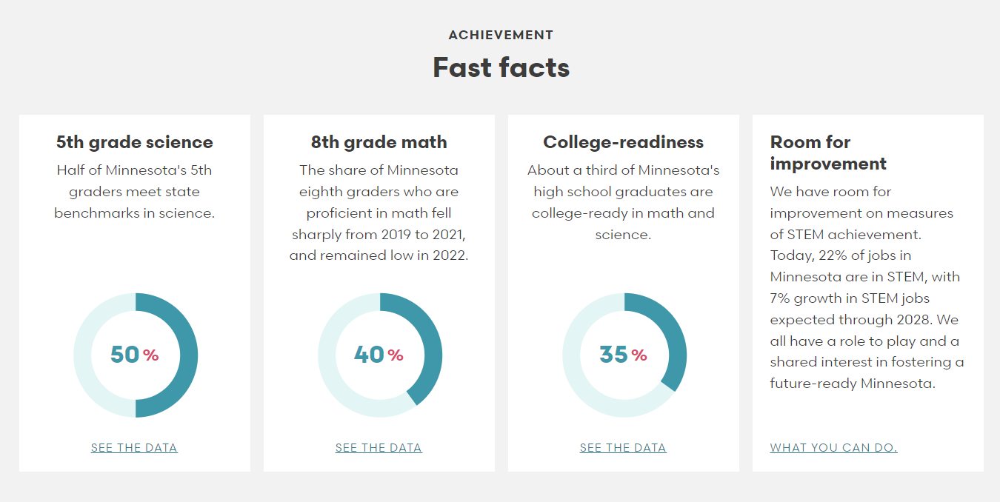 ACHIEVEMENT
Fast facts
5th grade science
Half of Minnesota's 5th
graders meet state
benchmarks in science.
50 %
SEE THE DATA
8th grade math
The share of Minnesota
eighth graders who are
proficient in math fell
sharply from 2019 to 2021,
and remained low in 2022.
40 %
SEE THE DATA
College-readiness
About a third of Minnesota's
high school graduates are
college-ready in math and
science.
35 %
SEE THE DATA
Room for
improvement
We have room for
improvement on measures
of STEM achievement.
Today, 22% of jobs in
Minnesota are in STEM, with
7% growth in STEM jobs
expected through 2028. We
all have a role to play and a
shared interest in fostering a
future-ready Minnesota.
WHAT YOU CAN DO.